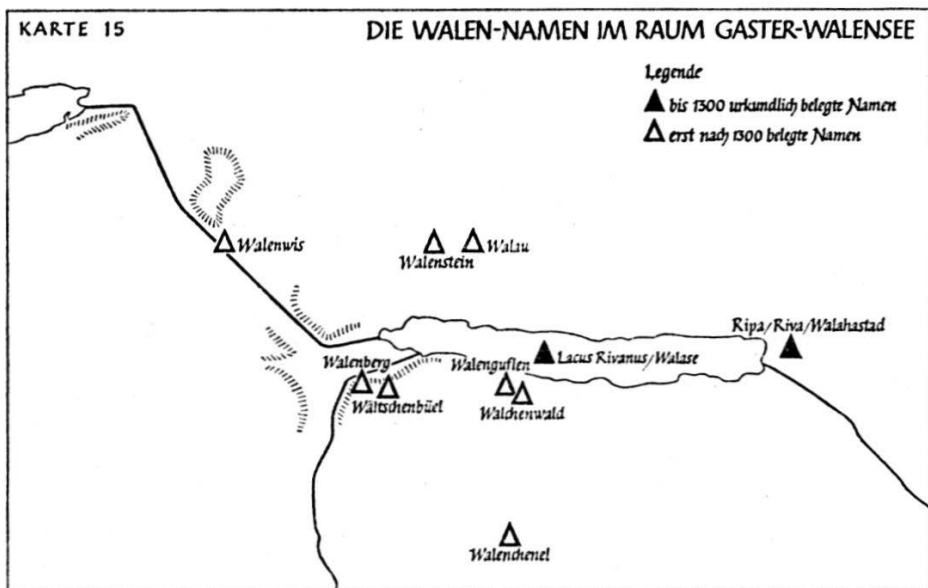 KARTE 15
DIE WALEN-NAMEN IM RAUM GASTER-WALENSEE
Legende
bis 1300 urkundlich belegte Namen
erst nach 1300 belegte Namen
Walenwis
Walenstein
Walau
Ripa/Riva/Walahastad
Lacus Rivanus/Walase
Walenberg
Walenguflen
Wältschenbüel
Walchenwald
Walenchenel